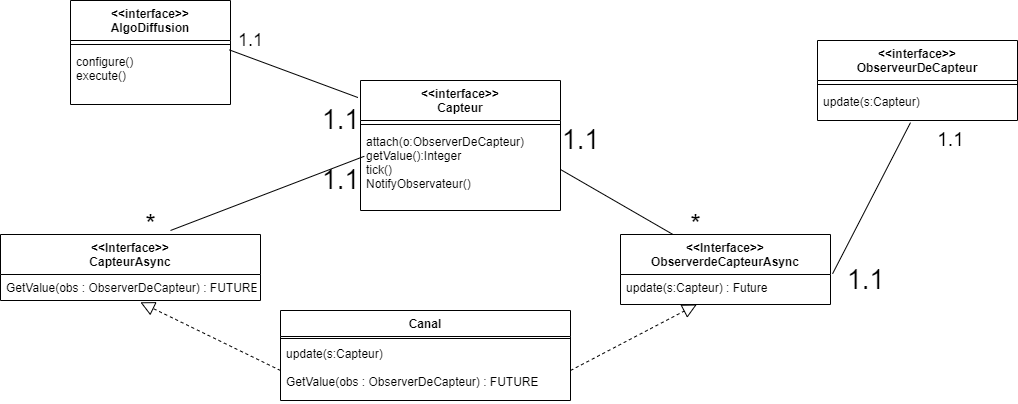 <<interface>>
AlgoDiffusion
configure()
execute()
1.1
<<interface>>
Capteur
attach(o:ObserverDeCapteur)
getValue():Integer
tick()
NotifyObservateur()
1.1
1.1
1.1
<<interface>>
ObserveurDeCapteur
update(s:Capteur)
1.1
*
<<Interface>>
CapteurAsync
GetValue(obs : ObserverDeCapteur) : FUTURE
*
<<Interface>>
ObserverdeCapteurAsync
update(s:Capteur) : Future
1.1
Canal
update(s:Capteur)
GetValue(obs : ObserverDeCapteur) : FUTURE